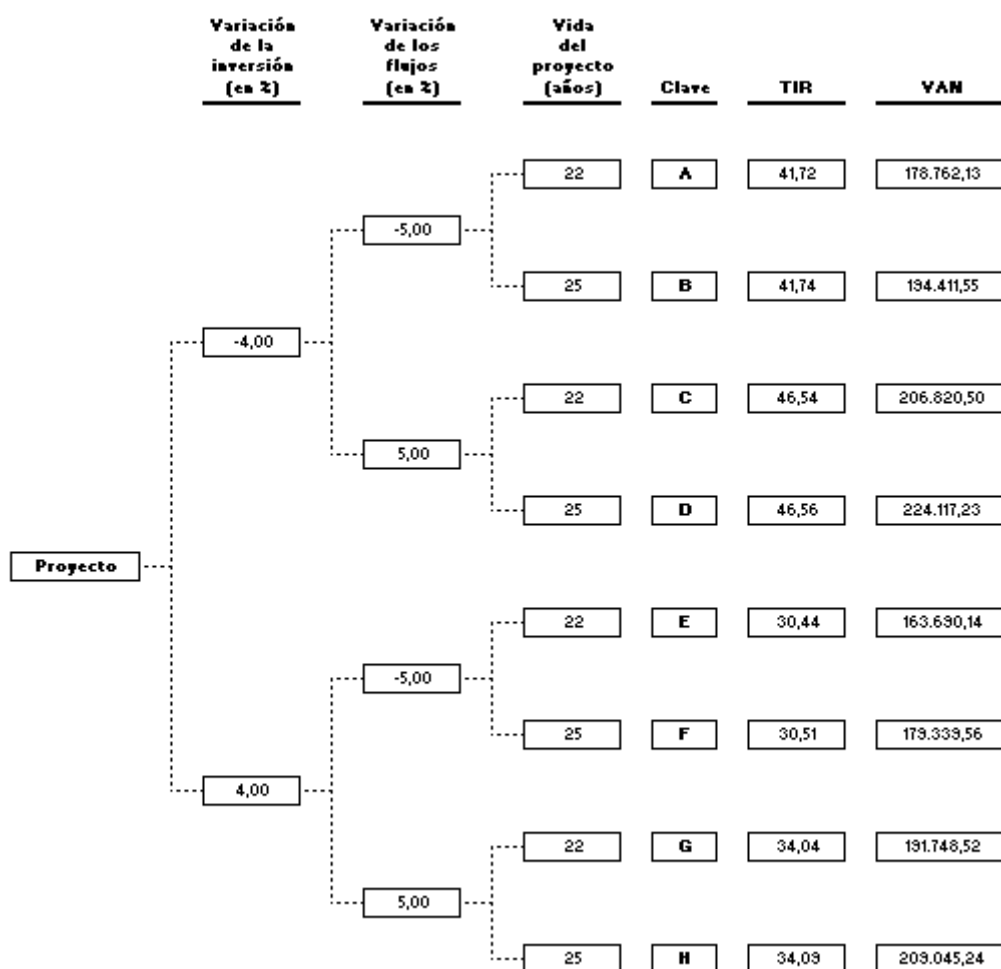 Variación de la inversión (en %)
Variación de los flujos (en %)
Vida del proyecto (años)
Clave
TIR
VAN
22 A 41,72 178.762,13
-5,00
25 B 41,74 194.411,55
-4,00
22 C 46,54 206.820,50
5,00
25 D 46,56 224.117,23
Proyecto
22 E 30,44 163.690,14
-5,00
25 F 30,51 179.339,56
4,00
22 G 34,04 191.748,52
5,00
25 H 34,09 209.045,24